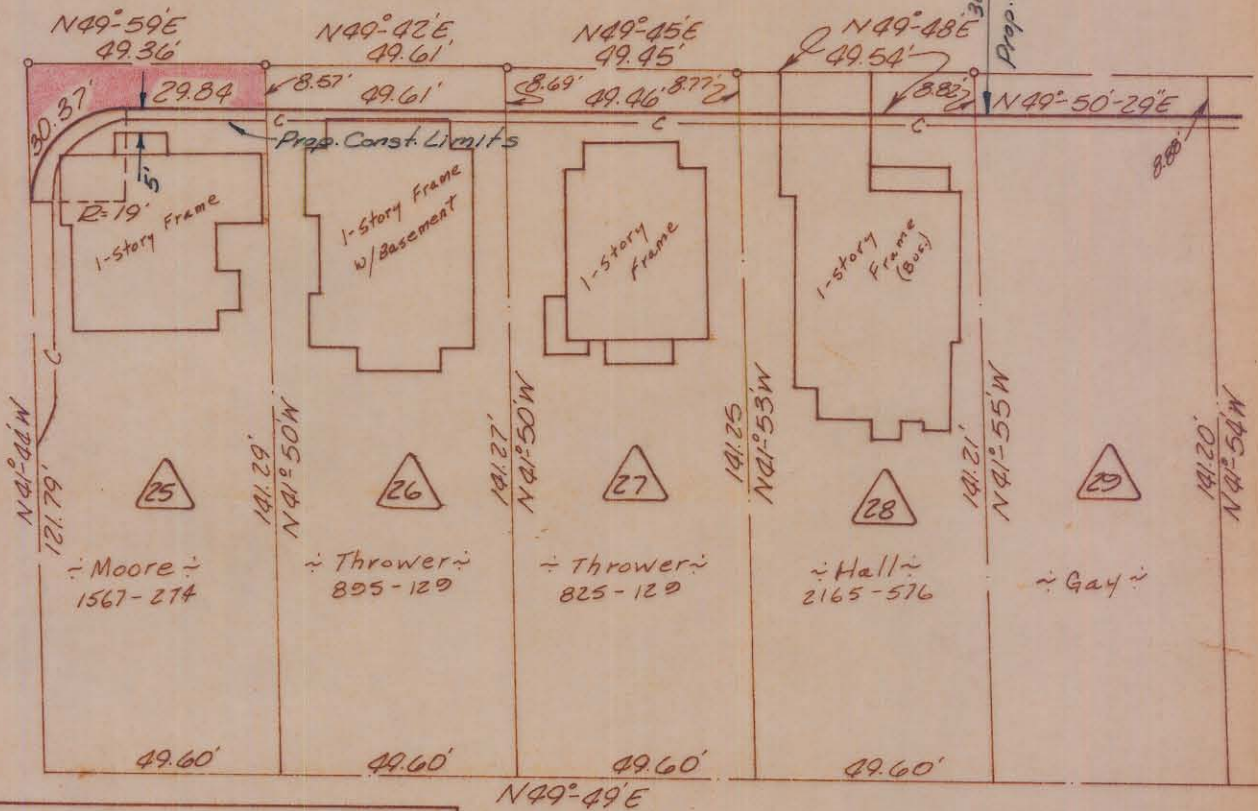 N49°-59'E
49.36'
N49°-42'E
49.61'
N49°-45'E
49.45'
N49°-48'E
49.54'
Prop.
30.37'
29.84
8.57'
49.61'
8.69'
49.46'
8.77'
8.82'
N49°-50'-29"E
8.88'
C
C
C
Prop. Const. Limits
5'
R=19'
1-Story Frame
1-Story Frame
w/Basement
1-Story
Frame
1-Story
Frame
(Bus.)
C
N41°-44'W
121.79'
141.29'
N41°50'W
141.27'
N41°50'W
141.25
N41°-53'W
141.21'
N41°-55'W
141.20'
N41°-54'W
25
26
27
28
29
~ Moore ~
1567-274
~ Thrower ~
895-129
~ Thrower ~
825-129
~ Hall ~
2165-576
~ Gay ~
49.60'
49.60'
49.60'
49.60'
N49°-49'E